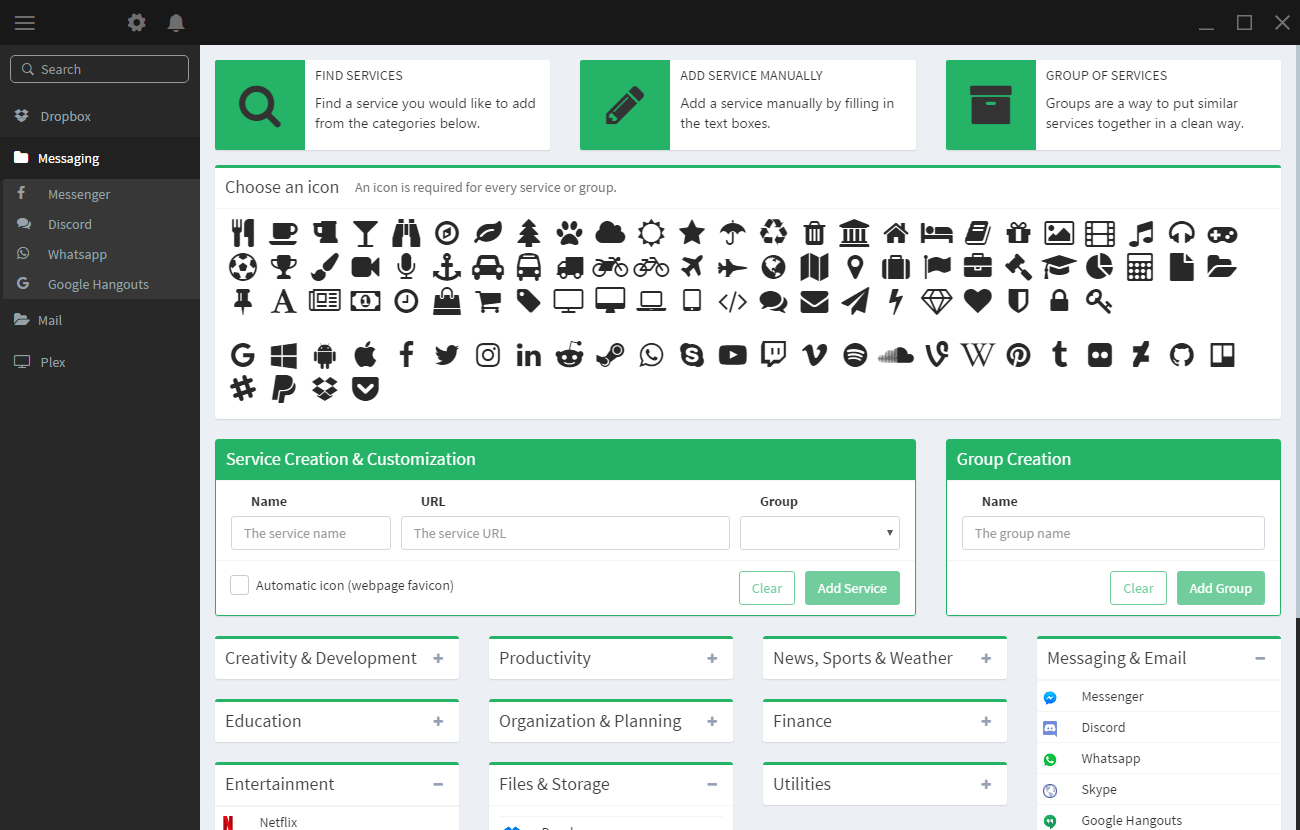 Search
Dropbox
Messaging
Messenger
Discord
Whatsapp
Google Hangouts
Mail
Plex
FIND SERVICES
Find a service you would like to add
from the categories below.
ADD SERVICE MANUALLY
Add a service manually by filling in
the text boxes.
GROUP OF SERVICES
Groups are a way to put similar
services together in a clean way.
Choose an icon An icon is required for every service or group.
Service Creation & Customization
Name URL Group
The service name The service URL
Automatic icon (webpage favicon) Clear Add Service
Group Creation
Name
The group name
Clear Add Group
Creativity & Development
Education
Entertainment
Netflix
Productivity
Organization & Planning
Files & Storage
News, Sports & Weather
Finance
Utilities
Messaging & Email
Messenger
Discord
Whatsapp
Skype
Google Hangouts